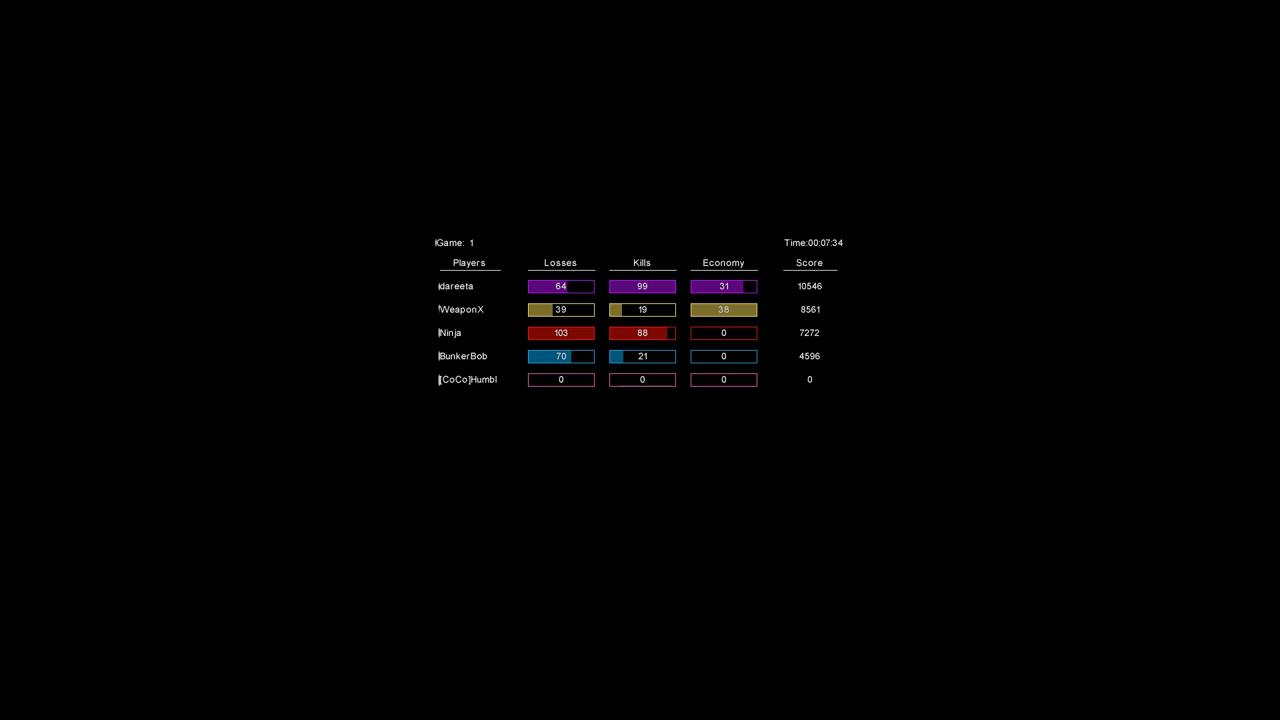 Game: 1 Time:00:07:34
Players Losses Kills Economy Score
dareeta 64 99 31 10546
WeaponX 39 19 38 8561
Ninja 103 88 0 7272
BunkerBob 70 21 0 4596
[CoCo]Humbl 0 0 0 0